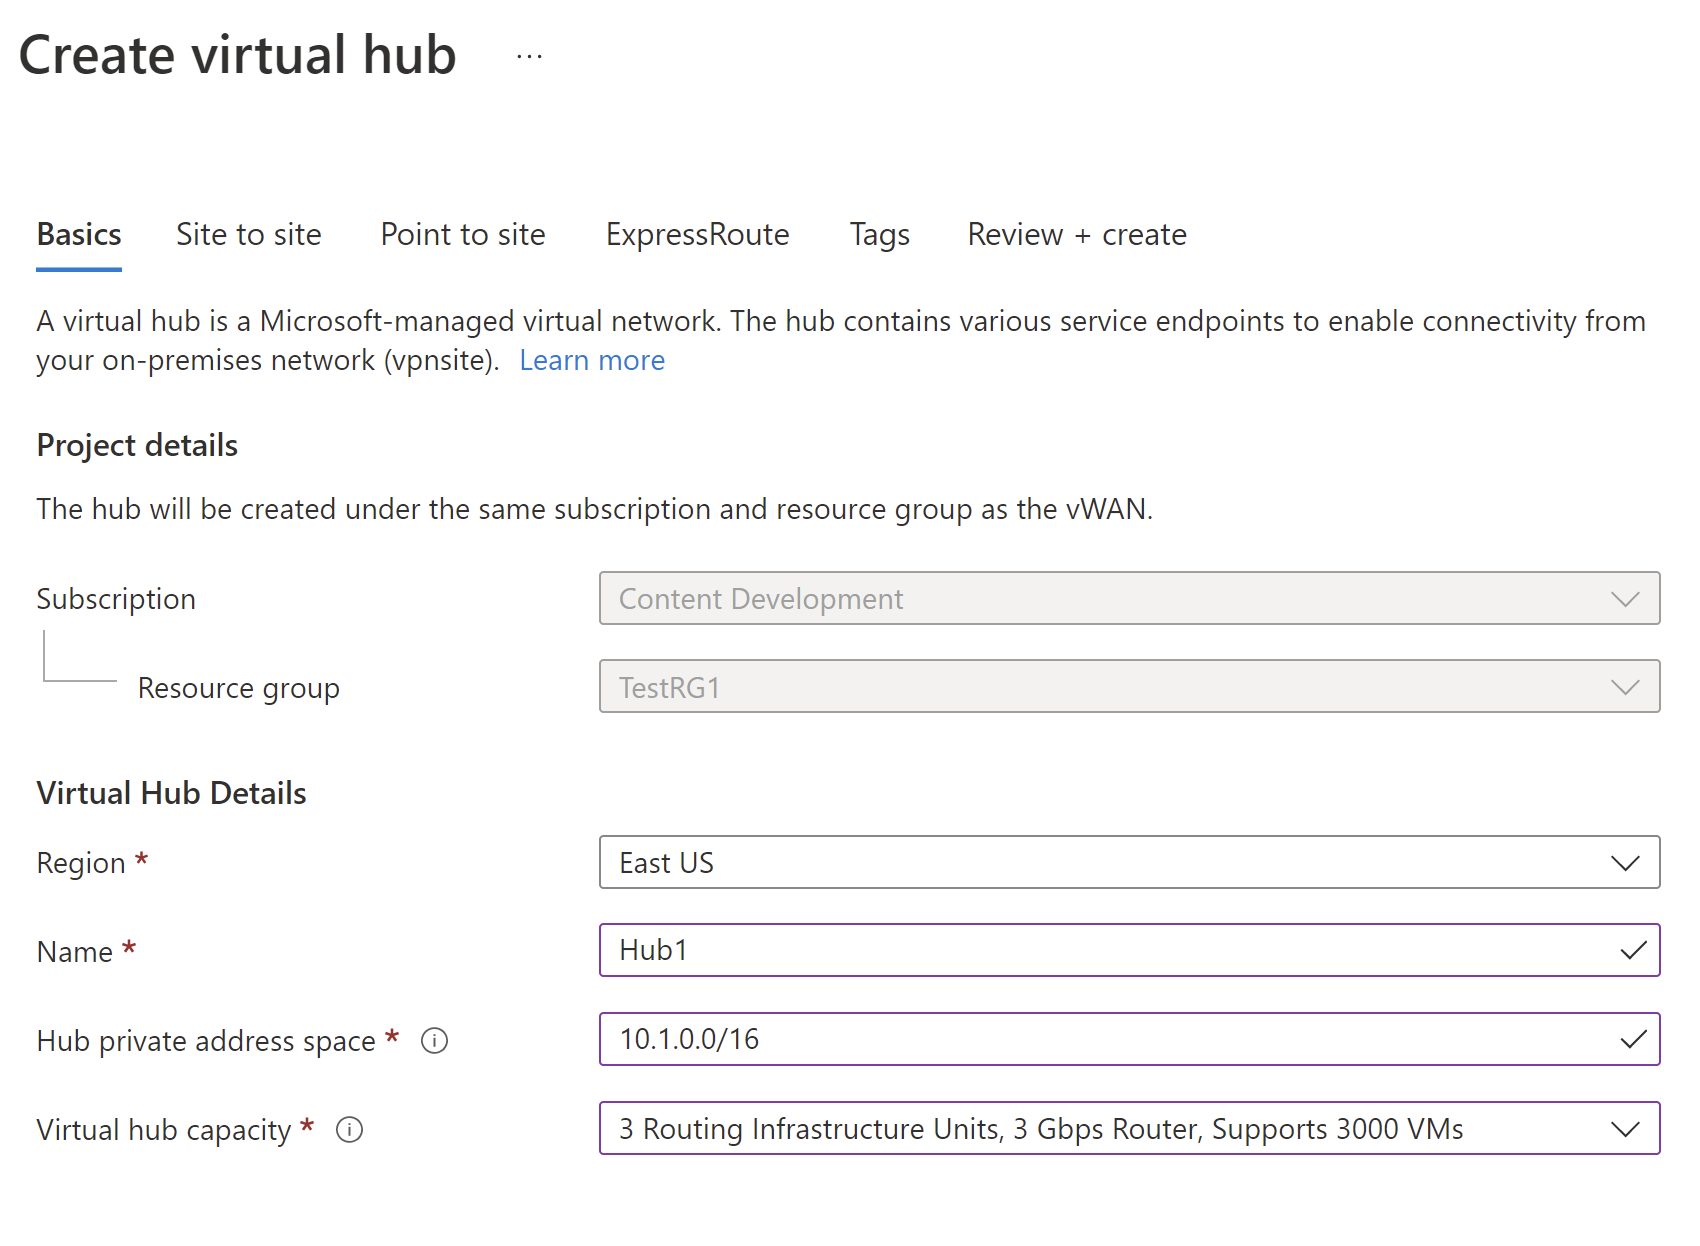 Create virtual hub ...
Basics Site to site Point to site ExpressRoute Tags Review + create
A virtual hub is a Microsoft-managed virtual network. The hub contains various service endpoints to enable connectivity from
your on-premises network (vpnsite). Learn more
Project details
The hub will be created under the same subscription and resource group as the vWAN.
Subscription Content Development
Resource group TestRG1
Virtual Hub Details
Region * East US
Name * Hub1
Hub private address space * 10.1.0.0/16
Virtual hub capacity * 3 Routing Infrastructure Units, 3 Gbps Router, Supports 3000 VMs